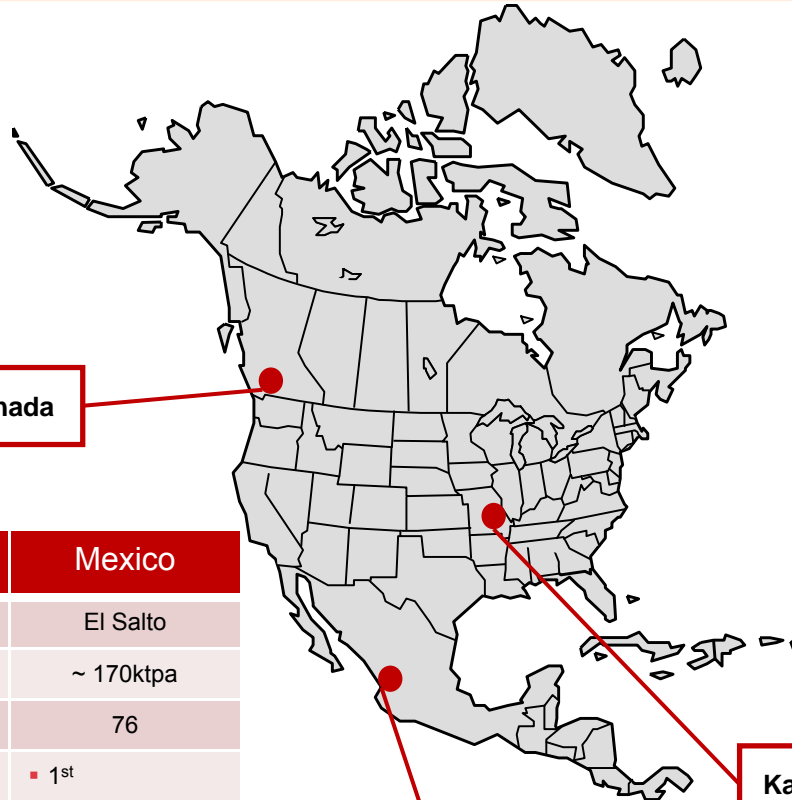 nada
Mexico
El Salto
~ 170ktpa
76
▪ 1st
Ka